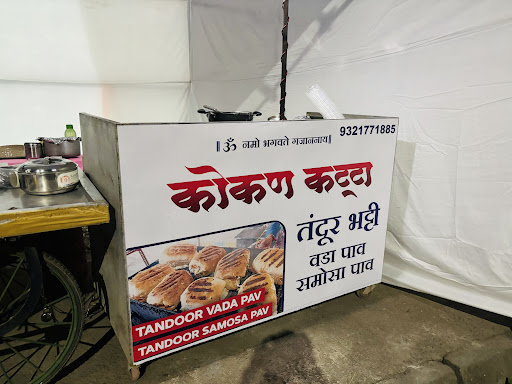 ॥ ॐ नमो भगवते गजाननाय॥
9321771885
कोकण कट्टा
तंदूर भट्टी
वडा पाव
समोसा पाव
TANDOOR VADA PAV
TANDOOR SAMOSA PAV